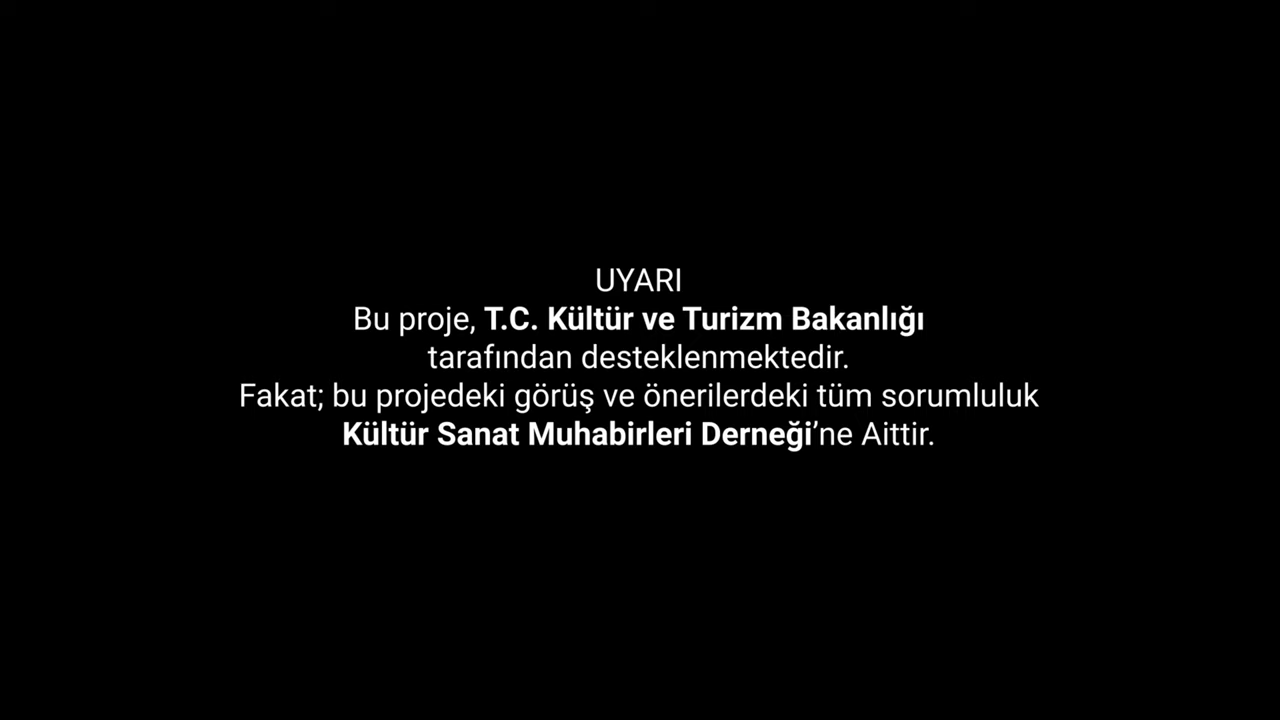 UYARI
Bu proje, T.C. Kültür ve Turizm Bakanlığı
tarafından desteklenmektedir.
Fakat; bu projedeki görüş ve önerilerdeki tüm sorumluluk
Kültür Sanat Muhabirleri Derneği’ne Aittir.